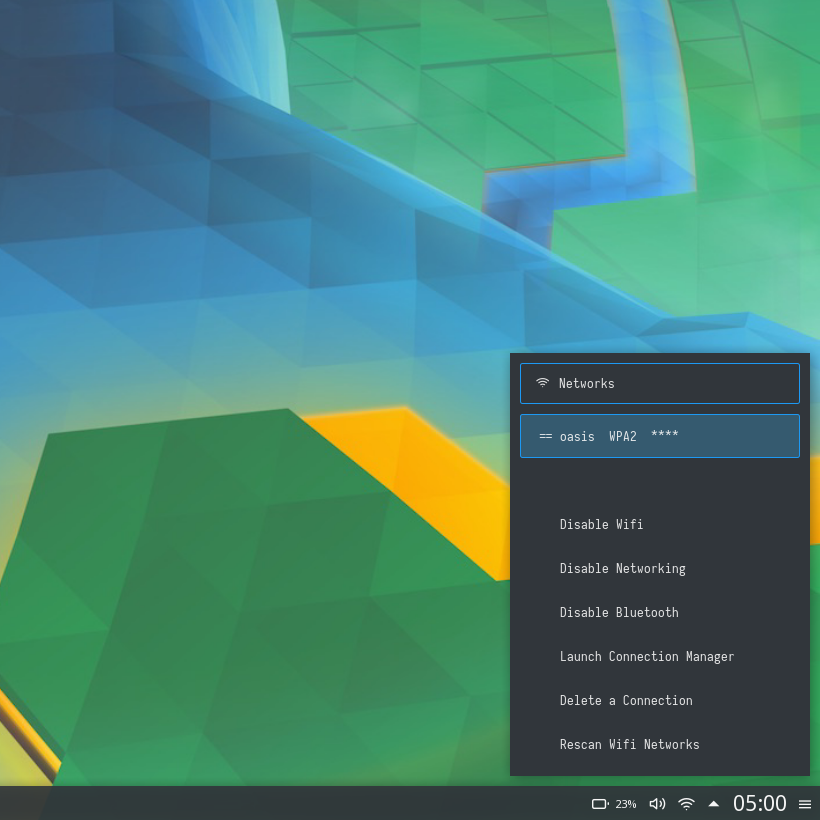 Networks
== oasis WPA2 ****
Disable Wifi
Disable Networking
Disable Bluetooth
Launch Connection Manager
Delete a Connection
Rescan Wifi Networks
23% 05:00